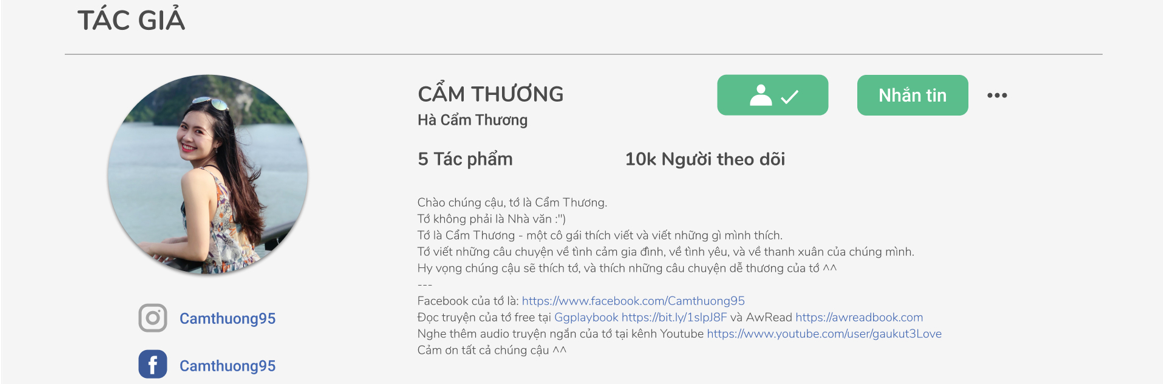 TÁC GIẢ
CẨM THƯƠNG
Nhắn tin
Hà Cẩm Thương
5 Tác phẩm
10k Người theo dõi
Chào chúng cậu, tớ là Cẩm Thương.
Tớ không phải là Nhà văn :")
Tớ là Cẩm Thương - một cô gái thích viết và viết những gì mình thích.
Tớ viết những câu chuyện về tình cảm gia đình, về tình yêu, và về thanh xuân của chúng mình.
Hy vọng chúng cậu sẽ thích tớ, và thích những câu chuyện dễ thương của tớ ^^
---
Facebook của tớ là: https://www.facebook.com/Camthuong95
Đọc truyện của tớ free tại Ggplaybook https://bit.ly/1sIpJ8F và AwRead https://awreadbook.com
Nghe thêm audio truyện ngắn của tớ tại kênh Youtube https://www.youtube.com/user/gaukut3Love
Cảm ơn tất cả chúng cậu ^^
Camthuong95
Camthuong95